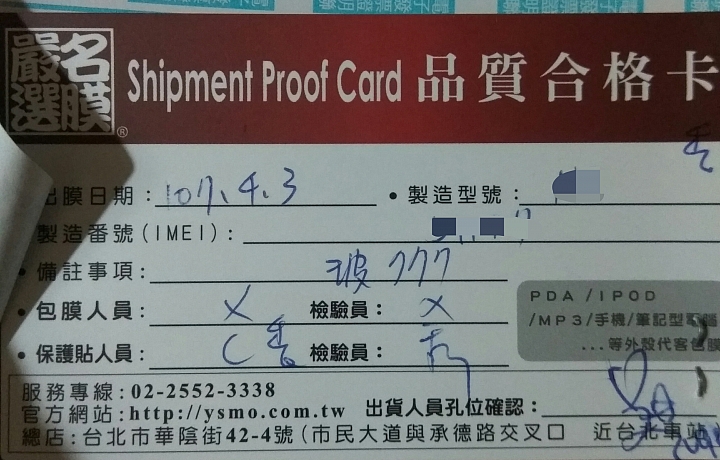 嚴選名膜® Shipment Proof Card 品質合格卡
出膜日期：107.4.3 •製造型號：
製造番號(IMEI)：
•備註事項： 玻777
•包膜人員： X 檢驗員： X
•保護貼人員： 檢驗員：
PDA/IPOD
/MP3/手機/筆記型電腦
...等外殼代客包膜
服務專線:02-2552-3338
官方網站:http://ysmo.com.tw 出貨人員孔位確認：
總店:台北市華陰街42-4號(市民大道與承德路交叉口 近台北車站